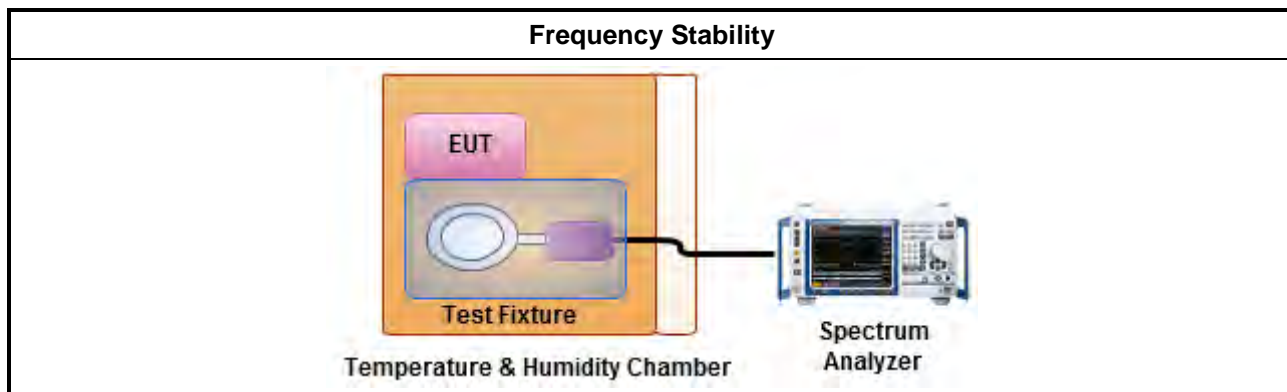 Frequency Stability
EUT
Test Fixture
Spectrum
Analyzer
Temperature & Humidity Chamber